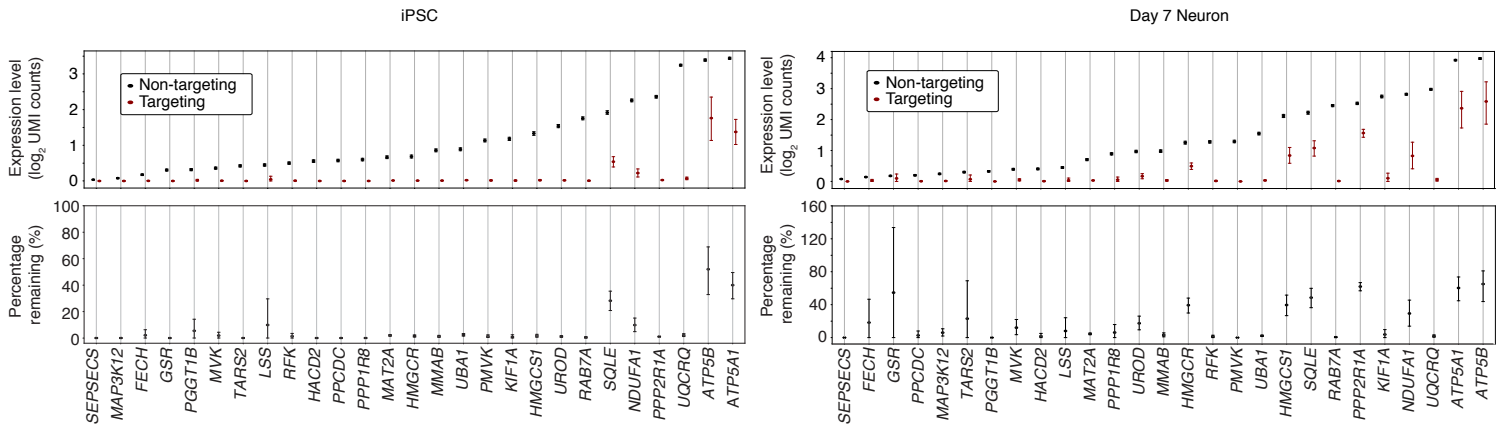 iPSC
Expression level
(log2 UMI counts)
3
2
1
0
Non-targeting
Targeting
Percentage
remaining (%)
100
80
60
40
20
0
SEPSECS
MAP3K12
FECH
GSR
PGGT1B
MVK
TARS2
LSS
RFK
HACD2
PPCDC
PPP1R8
MAT2A
HMGCR
MMAB
UBA1
PMVK
KIF1A
HMGCS1
UROD
RAB7A
SQLE
NDUFA1
PPP2R1A
UQCRQ
ATP5B
ATP5A1
Day 7 Neuron
Expression level
(log2 UMI counts)
4
3
2
1
0
Non-targeting
Targeting
Percentage
remaining (%)
160
120
80
40
0
SEPSECS
FECH
GSR
PPCDC
MAP3K12
TARS2
PGGT1B
MVK
HACD2
LSS
MAT2A
PPP1R8
UROD
MMAB
HMGCR
RFK
PMVK
UBA1
HMGCS1
SQLE
RAB7A
PPP2R1A
KIF1A
NDUFA1
UQCRQ
ATP5A1
ATP5B